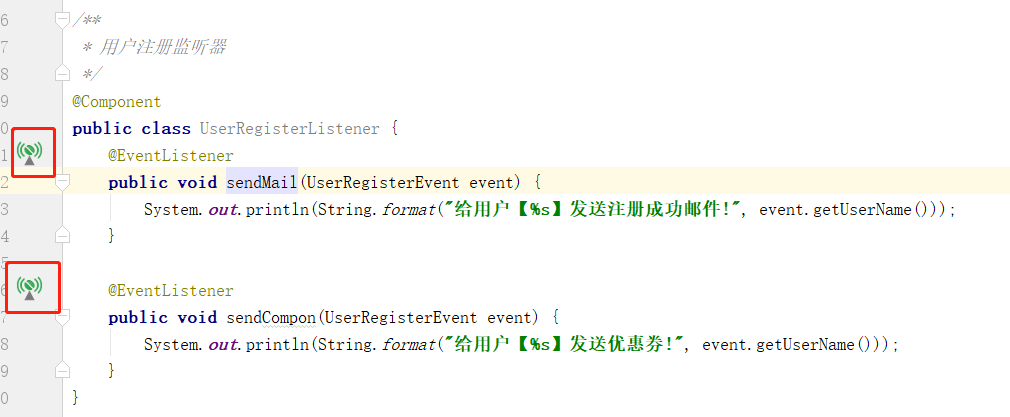 6 /**
7 * 用户注册监听器
8 */
9 @Component
0 public class UserRegisterListener {
1 @EventListener
2 public void sendMail(UserRegisterEvent event) {
3 System.out.println(String.format("给用户【%s】发送注册成功邮件!", event.getUserName()));
4 }
5
6 @EventListener
7 public void sendCompon(UserRegisterEvent event) {
8 System.out.println(String.format("给用户【%s】发送优惠券!", event.getUserName()));
9 }
0 }